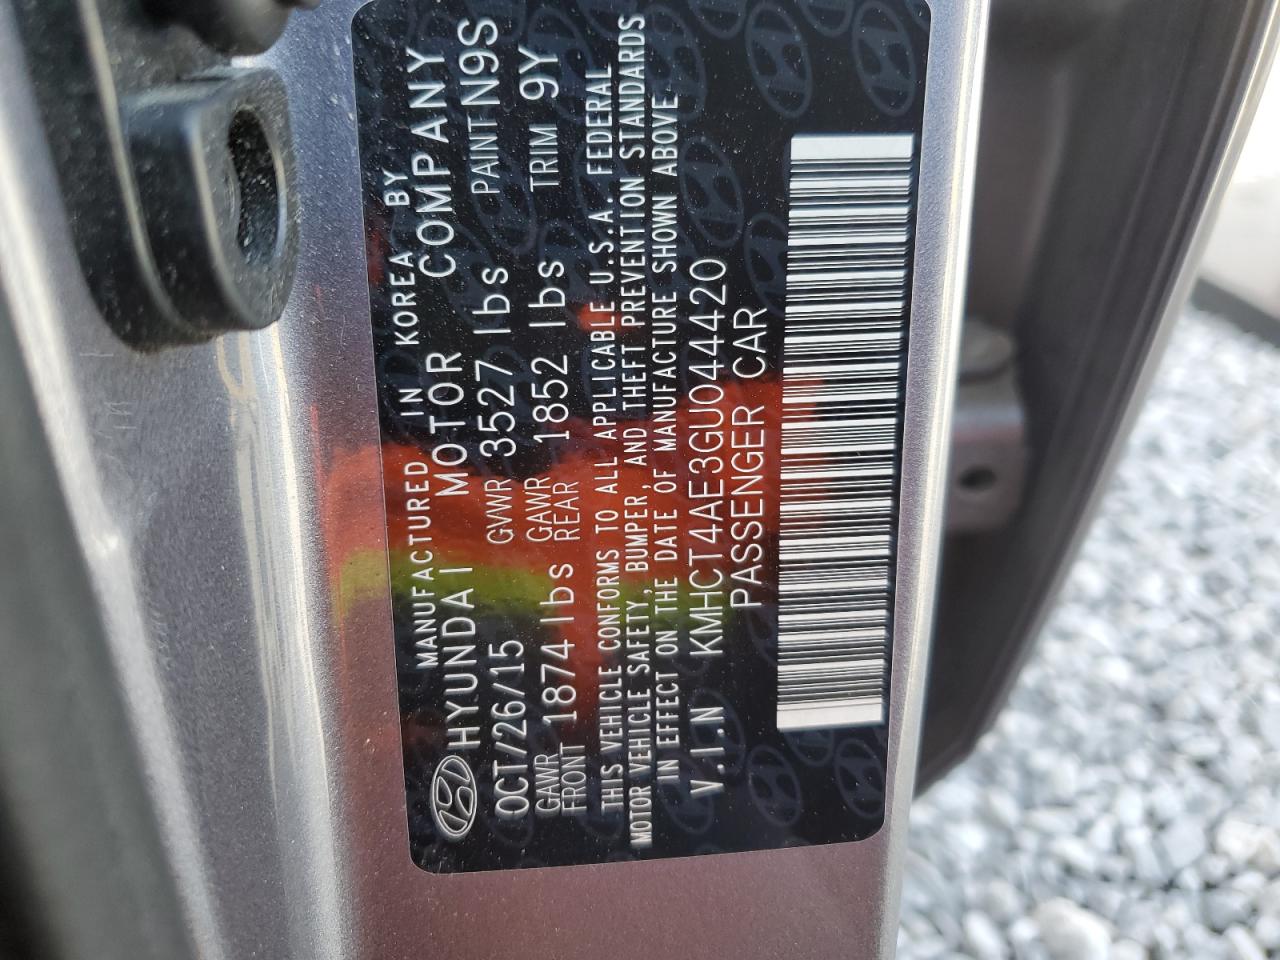 MANUFACTURED IN KOREA BY
HYUNDAI MOTOR COMPANY
OCT/26/15 GVWR 3527 lbs PAINT N9S
GAWR FRONT 1874 lbs GAWR REAR 1852 lbs TRIM 9Y
THIS VEHICLE CONFORMS TO ALL APPLICABLE U.S.A. FEDERAL
MOTOR VEHICLE SAFETY, BUMPER, AND THEFT PREVENTION STANDARDS
IN EFFECT ON THE DATE OF MANUFACTURE SHOWN ABOVE.
V.I.N KMHCT4AE3GU044420
PASSENGER CAR